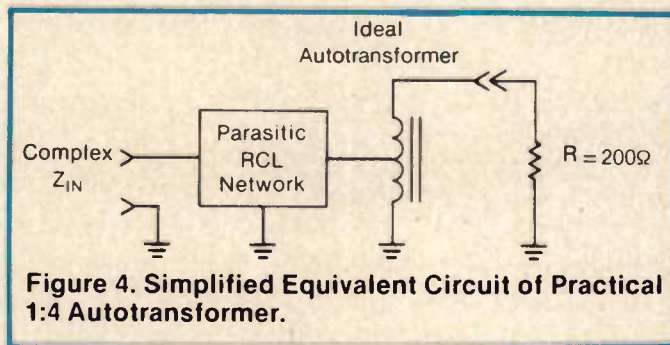 Ideal
Autotransformer
Complex
Z_IN
Parasitic
RCL
Network
R = 200Ω
Figure 4. Simplified Equivalent Circuit of Practical
1:4 Autotransformer.